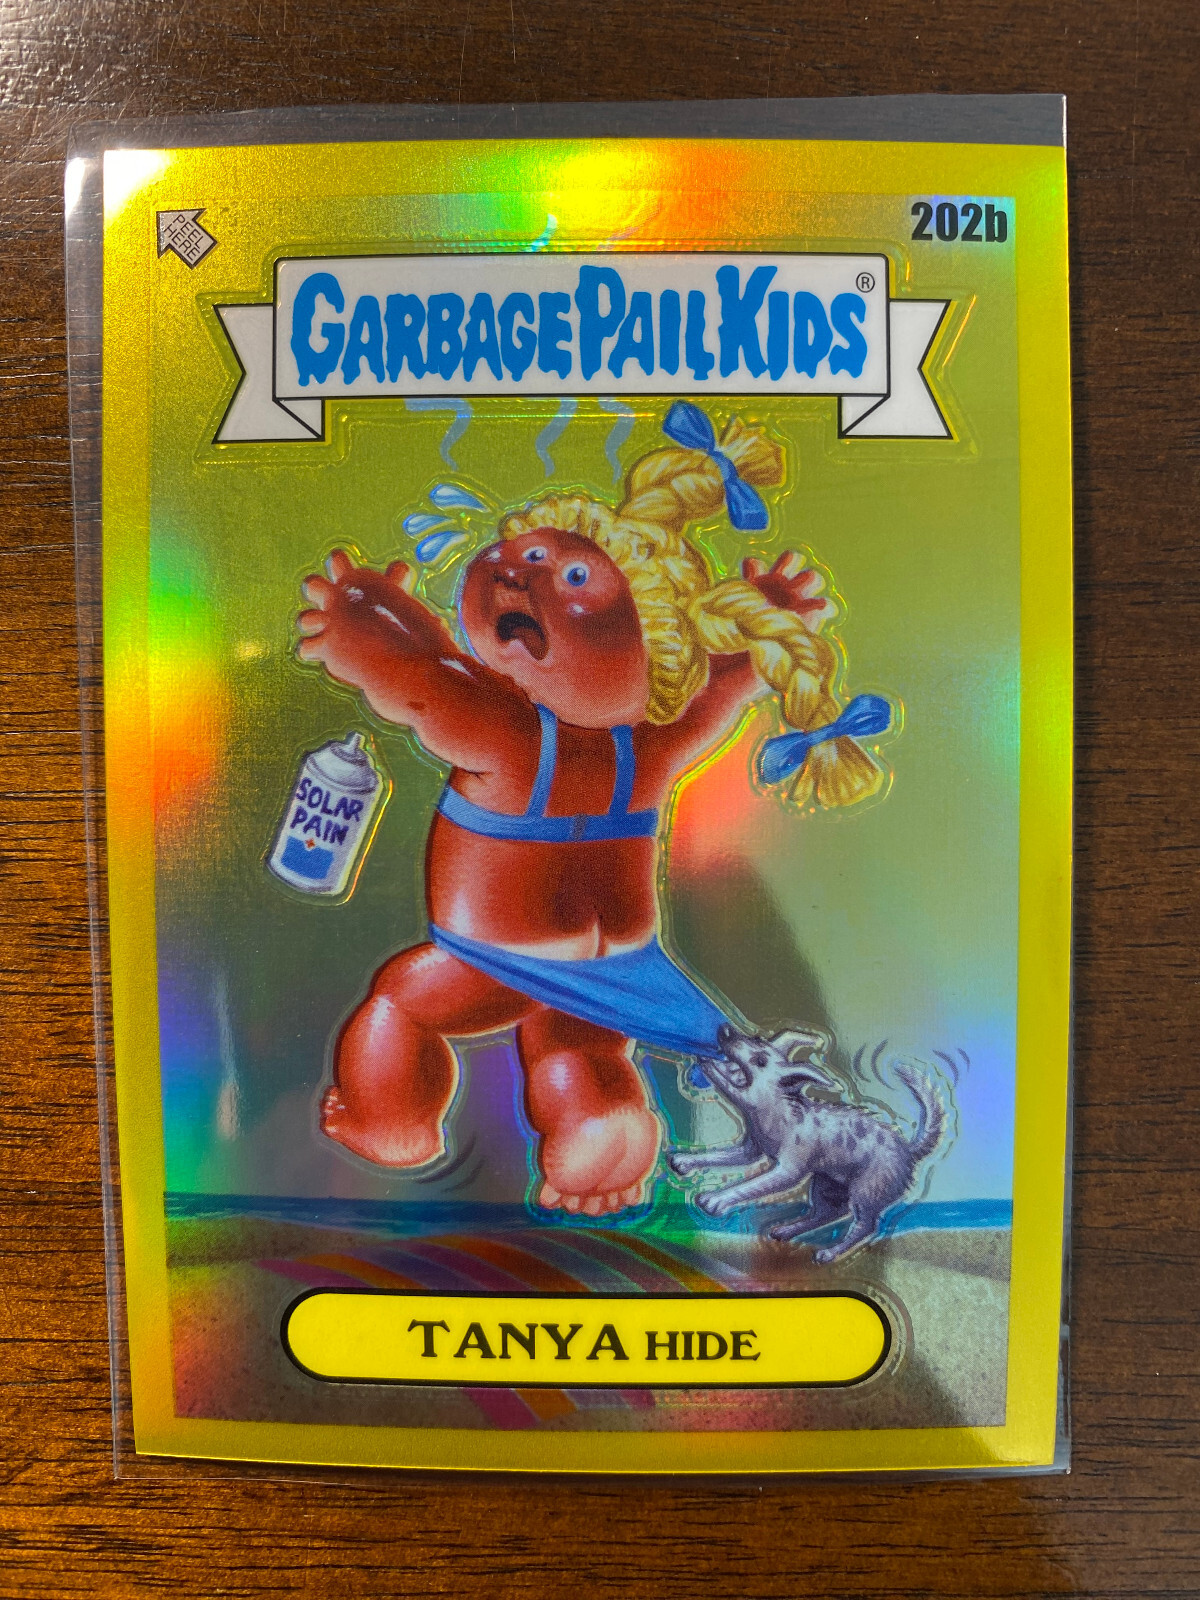 PEEL
HERE
202b
GARBAGE PAIL KIDS®
SOLAR
PAIN
TANYA HIDE